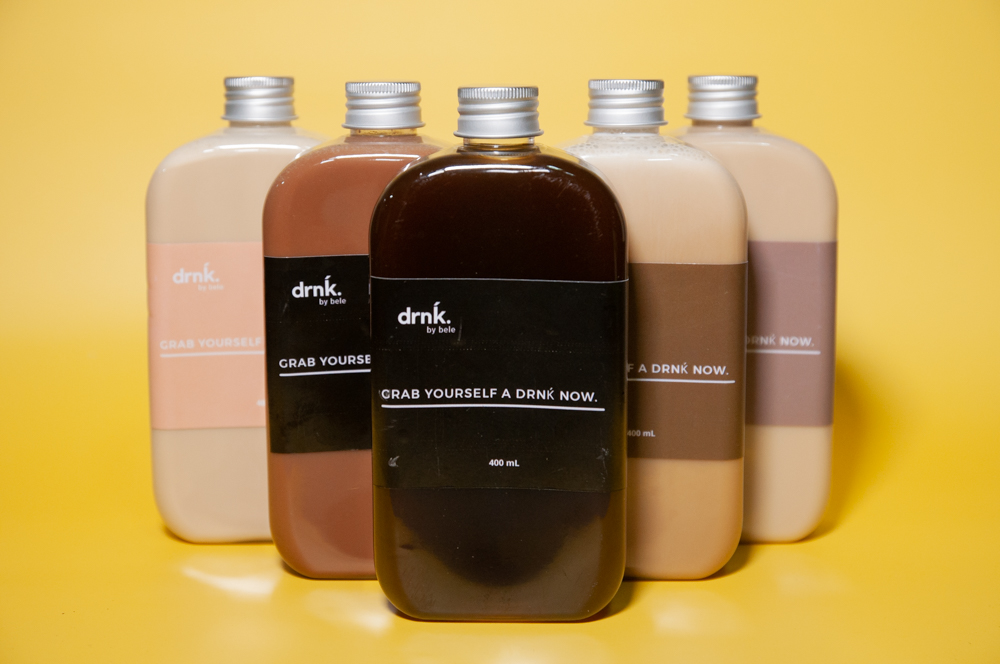 drnḱ.
by bele
GRAB YOURSELF
drnḱ.
by bele
GRAB YOURSE
drnḱ.
by bele
GRAB YOURSELF A DRNḰ NOW.
400 mL
F A DRNḰ NOW.
400 mL
DRNḰ NOW.